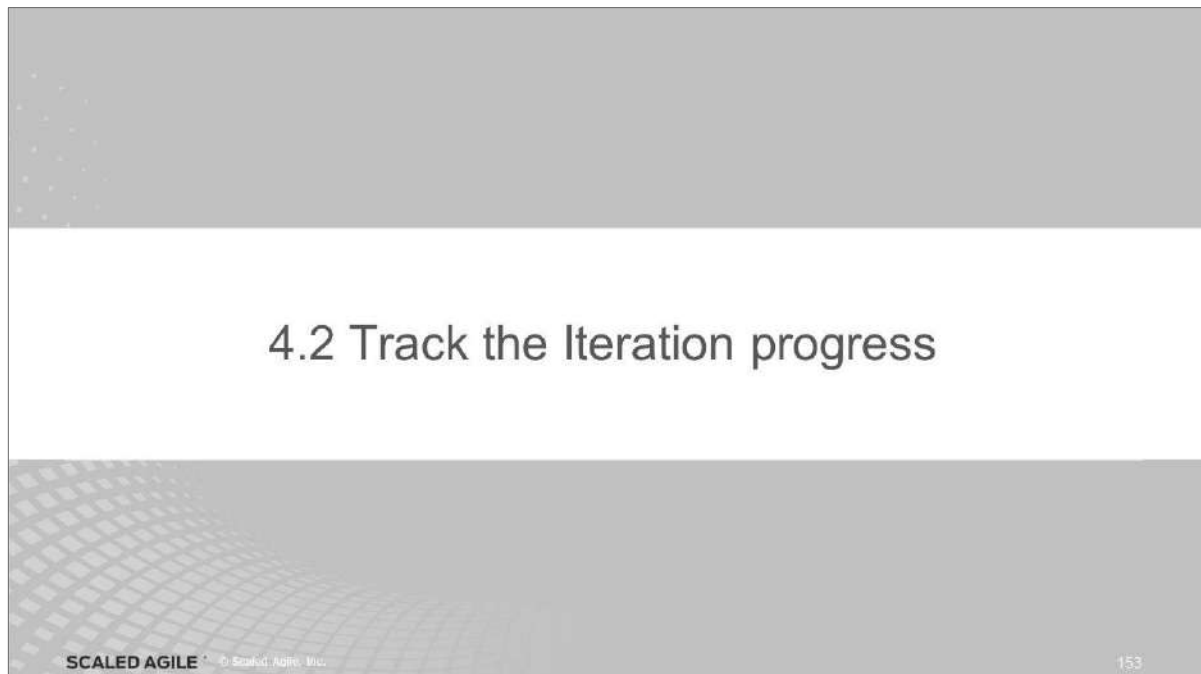 4.2 Track the Iteration progress
SCALED AGILE © Scaled Agile, Inc.
153